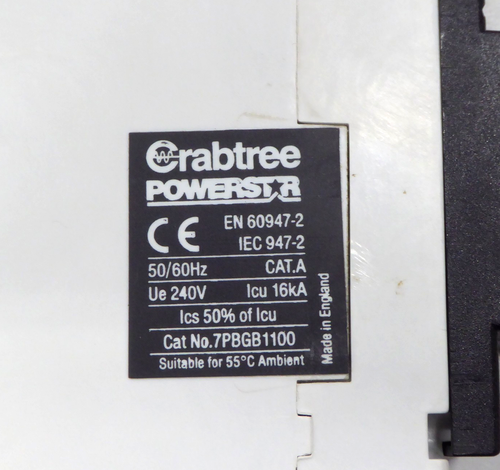 Crabtree
POWERSTAR
CE
EN 60947-2
IEC 947-2
50/60Hz CAT.A
Ue 240V Icu 16kA
Ics 50% of Icu
Cat No.7PBGB1100
Suitable for 55°C Ambient
Made in England